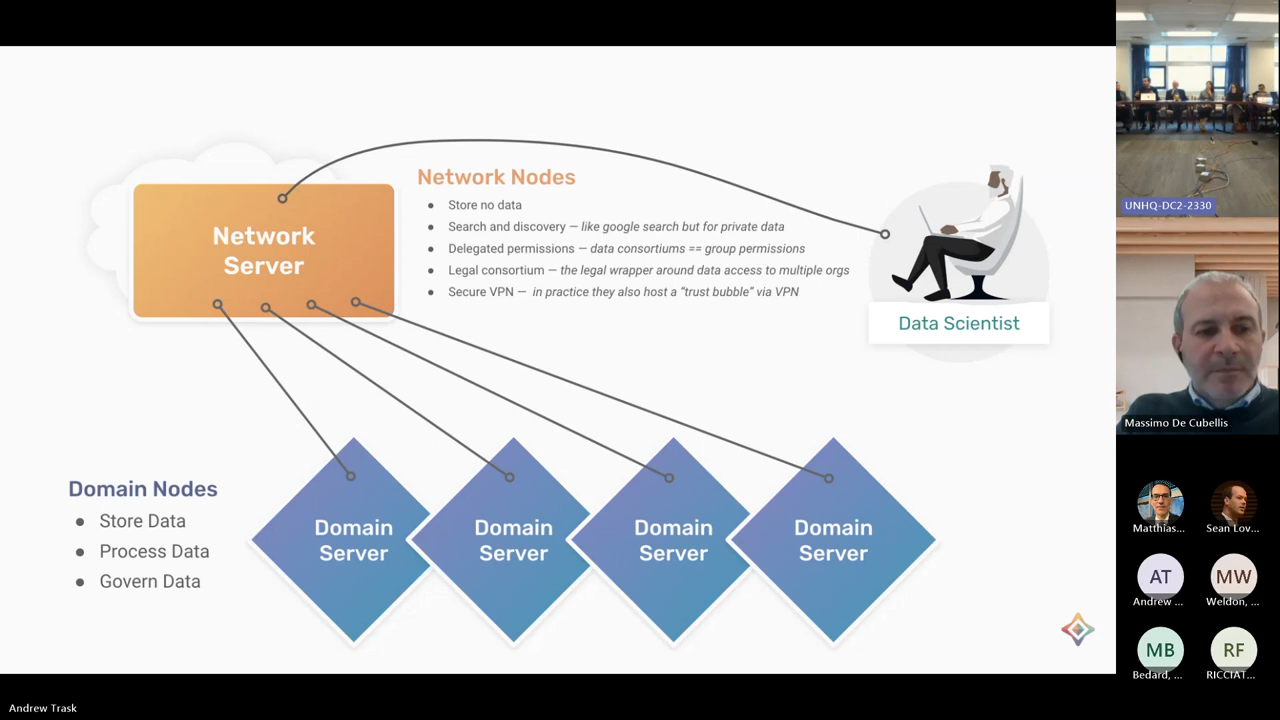 Network Nodes
Store no data
Search and discovery — like google search but for private data
Delegated permissions — data consortiums == group permissions
Legal consortium — the legal wrapper around data access to multiple orgs
Secure VPN — in practice they also host a “trust bubble” via VPN
Network
Server
Data Scientist
Domain Nodes
Store Data
Process Data
Govern Data
Domain
Server
Domain
Server
Domain
Server
Domain
Server
UNHQ-DC2-2330
Massimo De Cubellis
Matthias...
Sean Lov...
AT
Andrew ...
MW
Weldon, ...
MB
Bedard, ...
RF
RICCIAT...
Andrew Trask